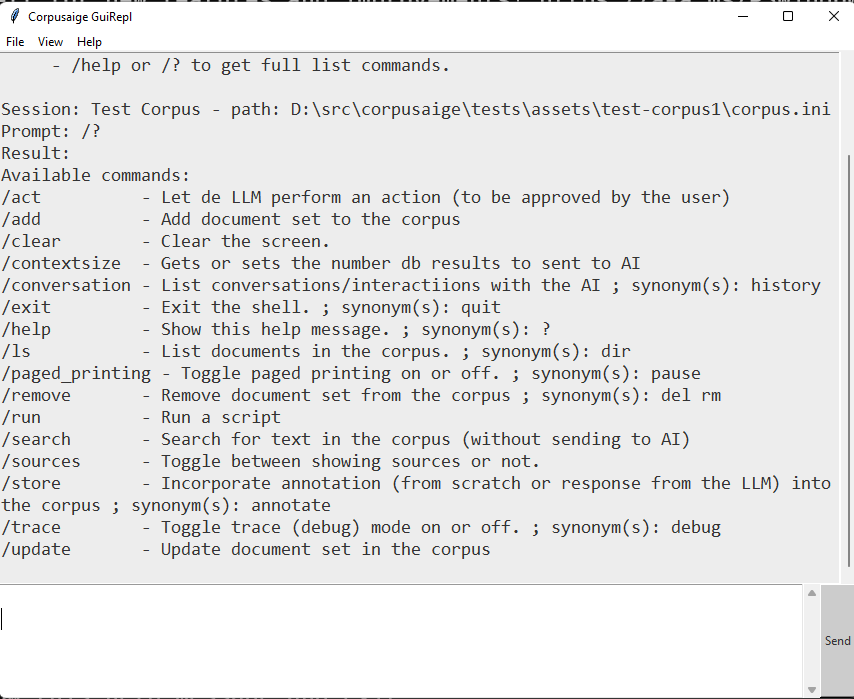 Corpusaige GuiRepl
File View Help
- /help or /? to get full list commands.
Session: Test Corpus - path: D:\src\corpusaige\tests\assets\test-corpus1\corpus.ini
Prompt: /?
Result:
Available commands:
/act - Let de LLM perform an action (to be approved by the user)
/add - Add document set to the corpus
/clear - Clear the screen.
/contextsize - Gets or sets the number db results to sent to AI
/conversation - List conversations/interactiions with the AI ; synonym(s): history
/exit - Exit the shell. ; synonym(s): quit
/help - Show this help message. ; synonym(s): ?
/ls - List documents in the corpus. ; synonym(s): dir
/paged_printing - Toggle paged printing on or off. ; synonym(s): pause
/remove - Remove document set from the corpus ; synonym(s): del rm
/run - Run a script
/search - Search for text in the corpus (without sending to AI)
/sources - Toggle between showing sources or not.
/store - Incorporate annotation (from scratch or response from the LLM) into
the corpus ; synonym(s): annotate
/trace - Toggle trace (debug) mode on or off. ; synonym(s): debug
/update - Update document set in the corpus
Send